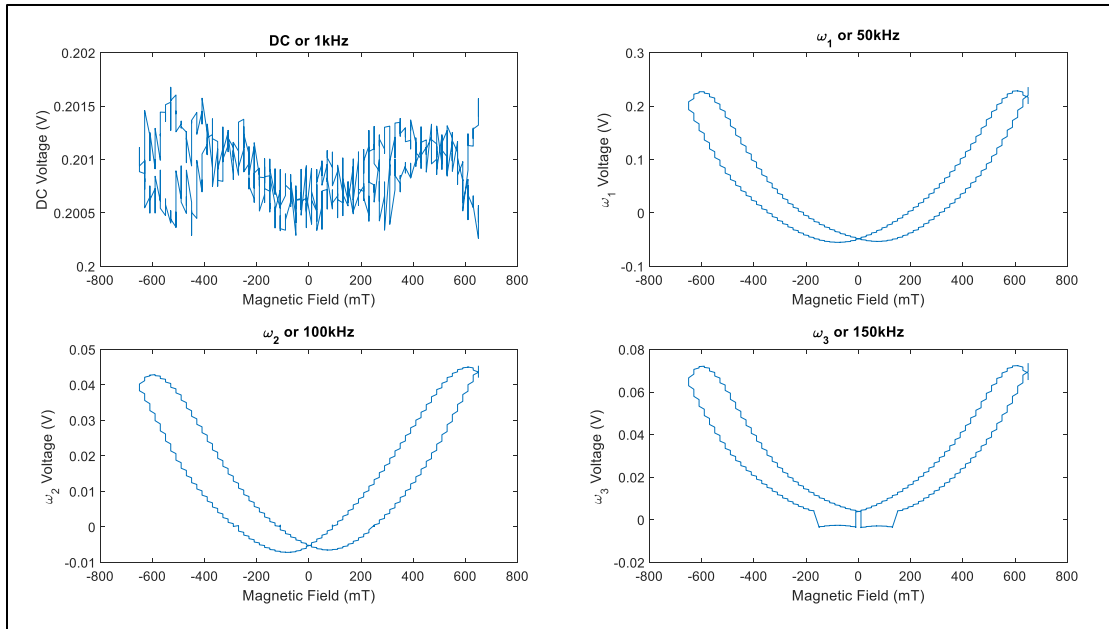 DC or 1kHz
0.202
0.2015
0.201
0.2005
0.2
DC Voltage (V)
-800 -600 -400 -200 0 200 400 600 800
Magnetic Field (mT)
ω1 or 50kHz
0.3
0.2
0.1
0
-0.1
ω1 Voltage (V)
-800 -600 -400 -200 0 200 400 600 800
Magnetic Field (mT)
ω2 or 100kHz
0.05
0.04
0.03
0.02
0.01
0
-0.01
ω2 Voltage (V)
-800 -600 -400 -200 0 200 400 600 800
Magnetic Field (mT)
ω3 or 150kHz
0.08
0.06
0.04
0.02
0
-0.02
ω3 Voltage (V)
-800 -600 -400 -200 0 200 400 600 800
Magnetic Field (mT)